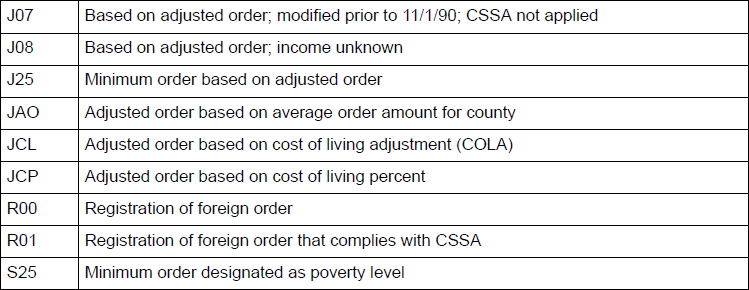 J07 Based on adjusted order; modified prior to 11/1/90; CSSA not applied
J08 Based on adjusted order; income unknown
J25 Minimum order based on adjusted order
JAO Adjusted order based on average order amount for county
JCL Adjusted order based on cost of living adjustment (COLA)
JCP Adjusted order based on cost of living percent
R00 Registration of foreign order
R01 Registration of foreign order that complies with CSSA
S25 Minimum order designated as poverty level